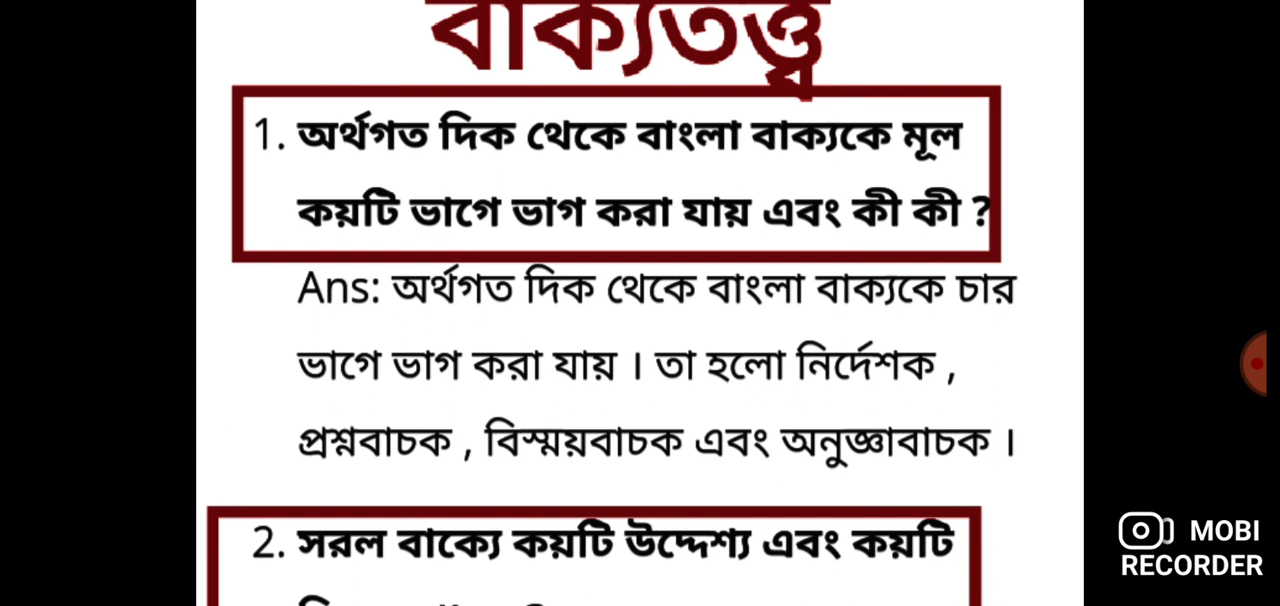 বাক্যতত্ত্ব
1. অর্থগত দিক থেকে বাংলা বাক্যকে মূল
কয়টি ভাগে ভাগ করা যায় এবং কী কী ?
Ans: অর্থগত দিক থেকে বাংলা বাক্যকে চার
ভাগে ভাগ করা যায় । তা হলো নির্দেশক ,
প্রশ্নবাচক , বিস্ময়বাচক এবং অনুজ্ঞাবাচক ।
2. সরল বাক্যে কয়টি উদ্দেশ্য এবং কয়টি
MOBI
RECORDER